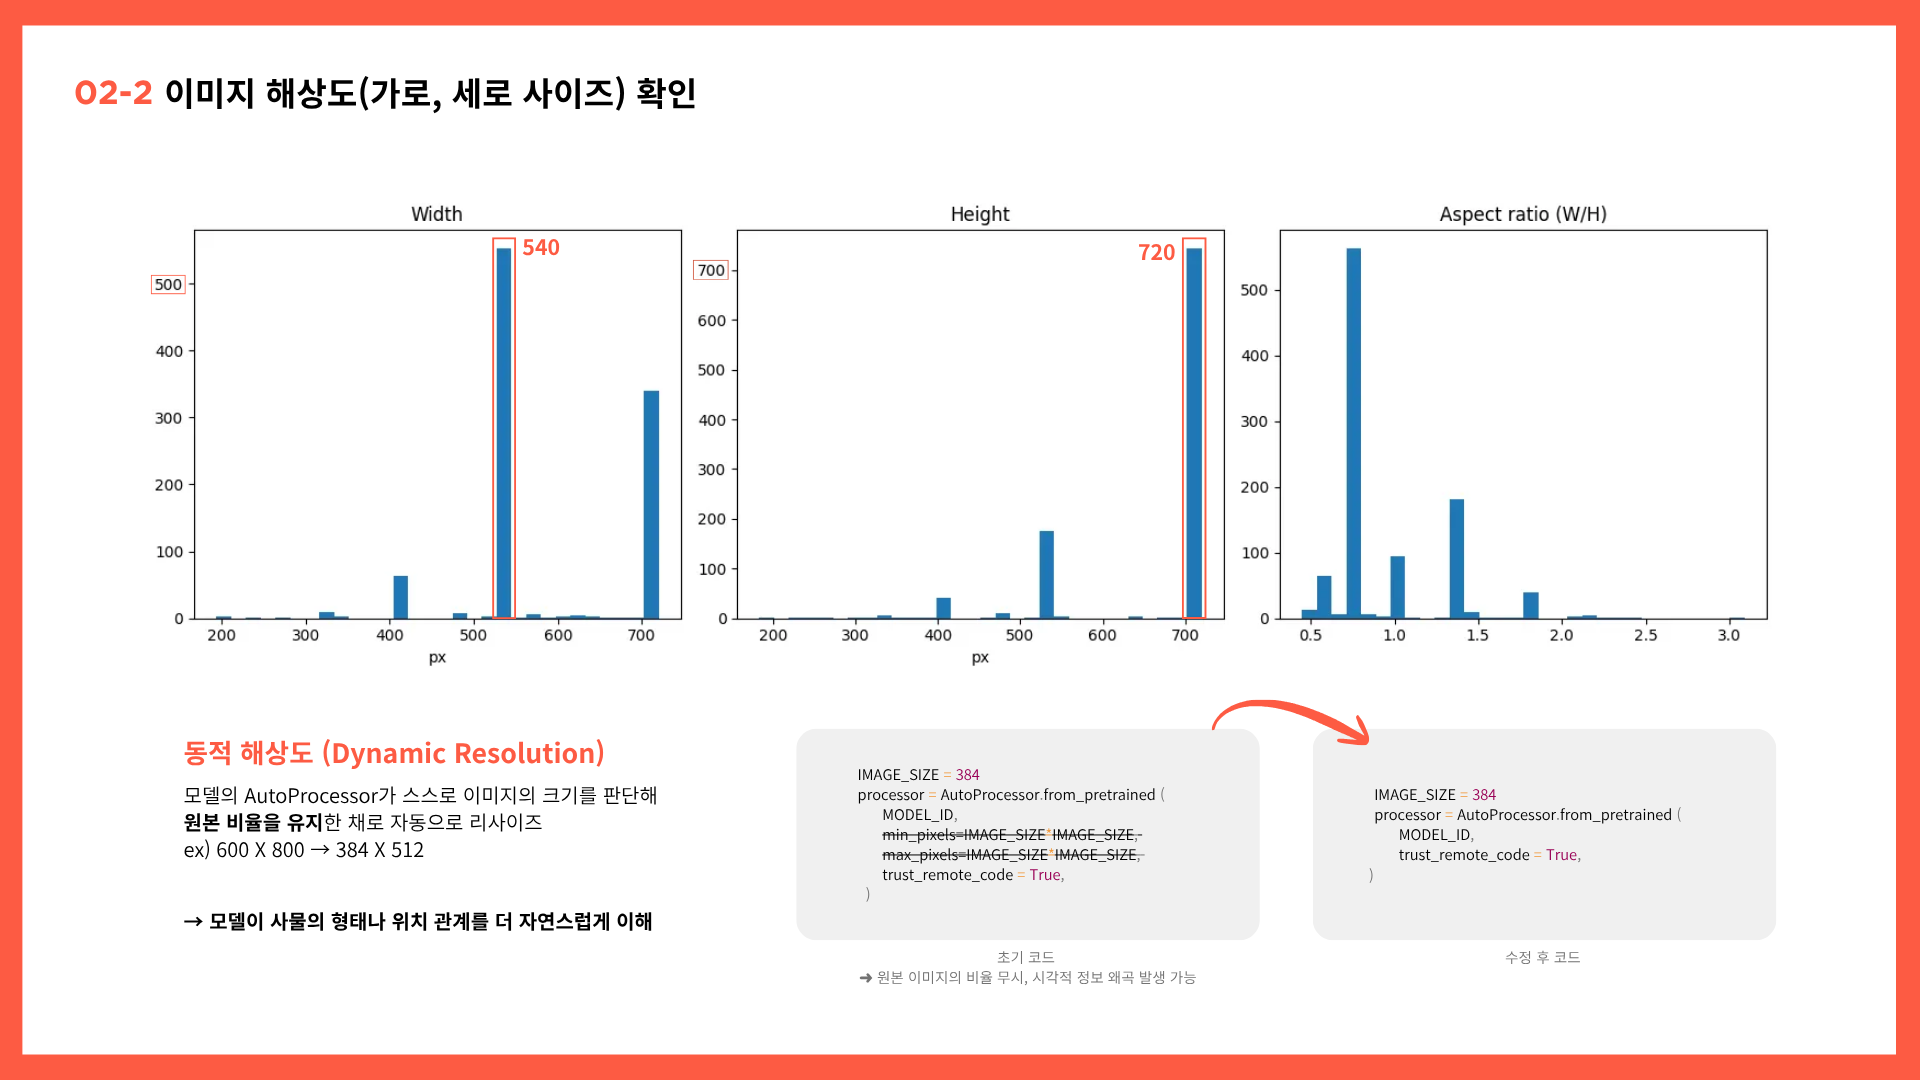 02-2 이미지 해상도(가로, 세로 사이즈) 확인
Width
540
500
400
300
200
100
0
200 300 400 500 600 700
px
Height
720
700
600
500
400
300
200
100
0
200 300 400 500 600 700
px
Aspect ratio (W/H)
500
400
300
200
100
0
0.5 1.0 1.5 2.0 2.5 3.0
동적 해상도 (Dynamic Resolution)
모델의 AutoProcessor가 스스로 이미지의 크기를 판단해
원본 비율을 유지한 채로 자동으로 리사이즈
ex) 600 X 800 → 384 X 512
→ 모델이 사물의 형태나 위치 관계를 더 자연스럽게 이해
IMAGE_SIZE = 384
processor = AutoProcessor.from_pretrained (
MODEL_ID,
min_pixels=IMAGE_SIZE*IMAGE_SIZE,
max_pixels=IMAGE_SIZE*IMAGE_SIZE,
trust_remote_code = True,
)
초기 코드
➜ 원본 이미지의 비율 무시, 시각적 정보 왜곡 발생 가능
IMAGE_SIZE = 384
processor = AutoProcessor.from_pretrained (
MODEL_ID,
trust_remote_code = True,
)
수정 후 코드